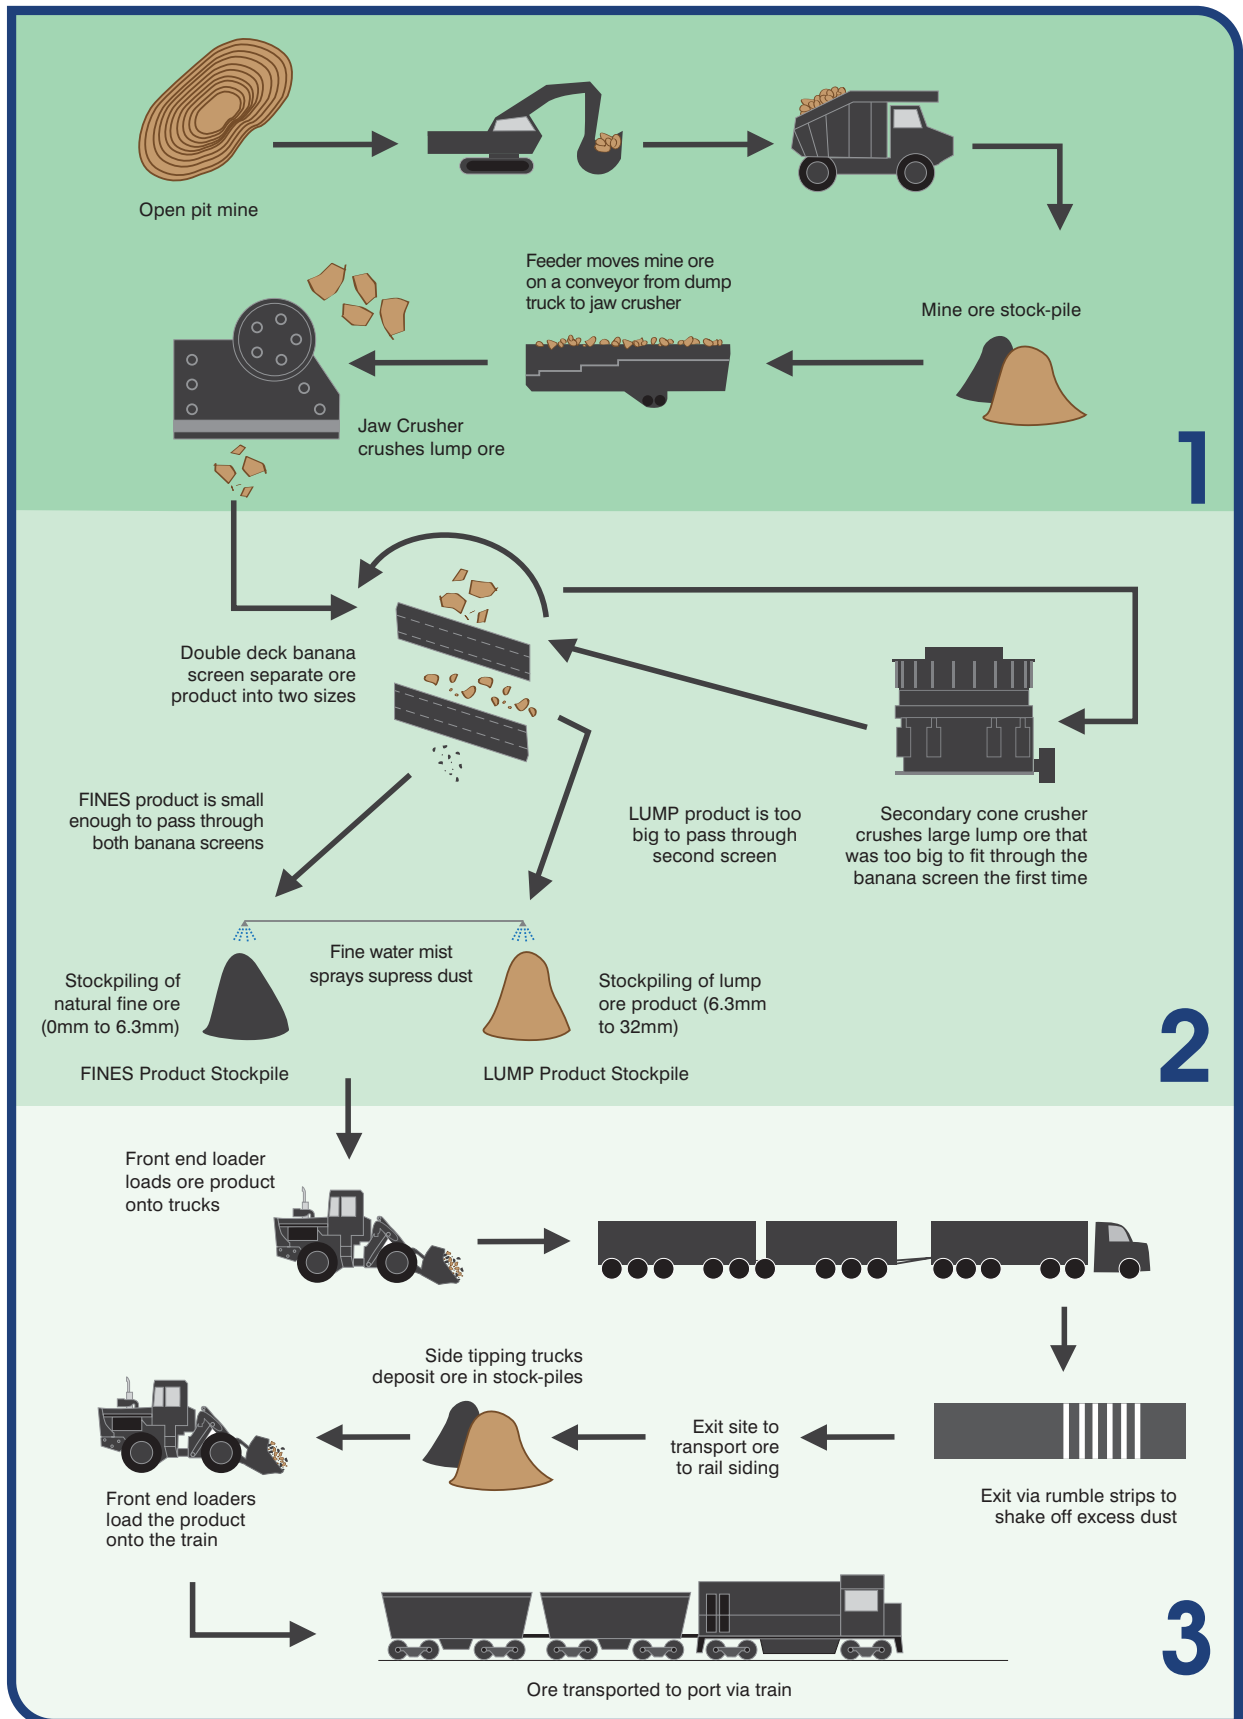 Open pit mine
Feeder moves mine ore
on a conveyor from dump
truck to jaw crusher
Mine ore stock-pile
Jaw Crusher
crushes lump ore
1
Double deck banana
screen separate ore
product into two sizes
FINES product is small
enough to pass through
both banana screens
LUMP product is too
big to pass through
second screen
Secondary cone crusher
crushes large lump ore that
was too big to fit through the
banana screen the first time
Fine water mist
sprays supress dust
Stockpiling of
natural fine ore
(0mm to 6.3mm)
Stockpiling of lump
ore product (6.3mm
to 32mm)
FINES Product Stockpile
LUMP Product Stockpile
2
Front end loader
loads ore product
onto trucks
Side tipping trucks
deposit ore in stock-piles
Exit site to
transport ore
to rail siding
Exit via rumble strips to
shake off excess dust
Front end loaders
load the product
onto the train
3
Ore transported to port via train